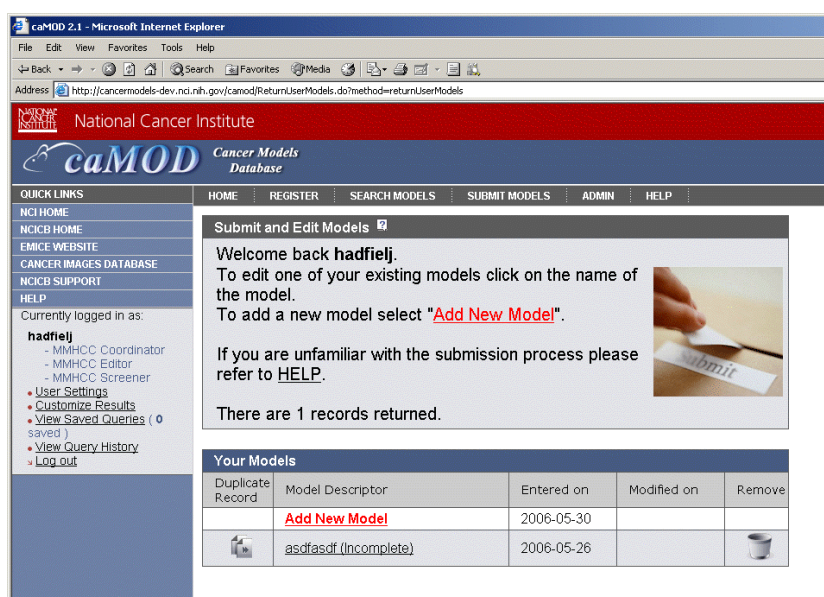 caMOD 2.1 - Microsoft Internet Explorer
File Edit View Favorites Tools Help
Back Search Favorites Media
Address http://cancermodels-dev.nci.nih.gov/camod/ReturnUserModels.do?method=returnUserModels
NATIONAL CANCER INSTITUTE National Cancer Institute
caMOD Cancer Models Database
QUICK LINKS HOME REGISTER SEARCH MODELS SUBMIT MODELS ADMIN HELP
NCI HOME
NCICB HOME
EMICE WEBSITE
CANCER IMAGES DATABASE
NCICB SUPPORT
HELP
Currently logged in as:
hadfielj
- MMHCC Coordinator
- MMHCC Editor
- MMHCC Screener
User Settings
Customize Results
View Saved Queries ( 0
saved )
View Query History
Log out
Submit and Edit Models ?
Welcome back hadfielj.
To edit one of your existing models click on the name of
the model.
To add a new model select "Add New Model".
If you are unfamiliar with the submission process please
refer to HELP.
There are 1 records returned.
Submit
Your Models
Duplicate Record Model Descriptor Entered on Modified on Remove
Add New Model 2006-05-30
asdfasdf (Incomplete) 2006-05-26